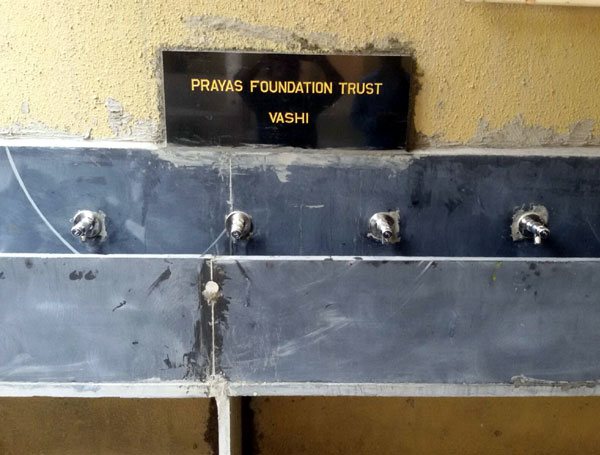 PRAYAS FOUNDATION TRUST
VASHI